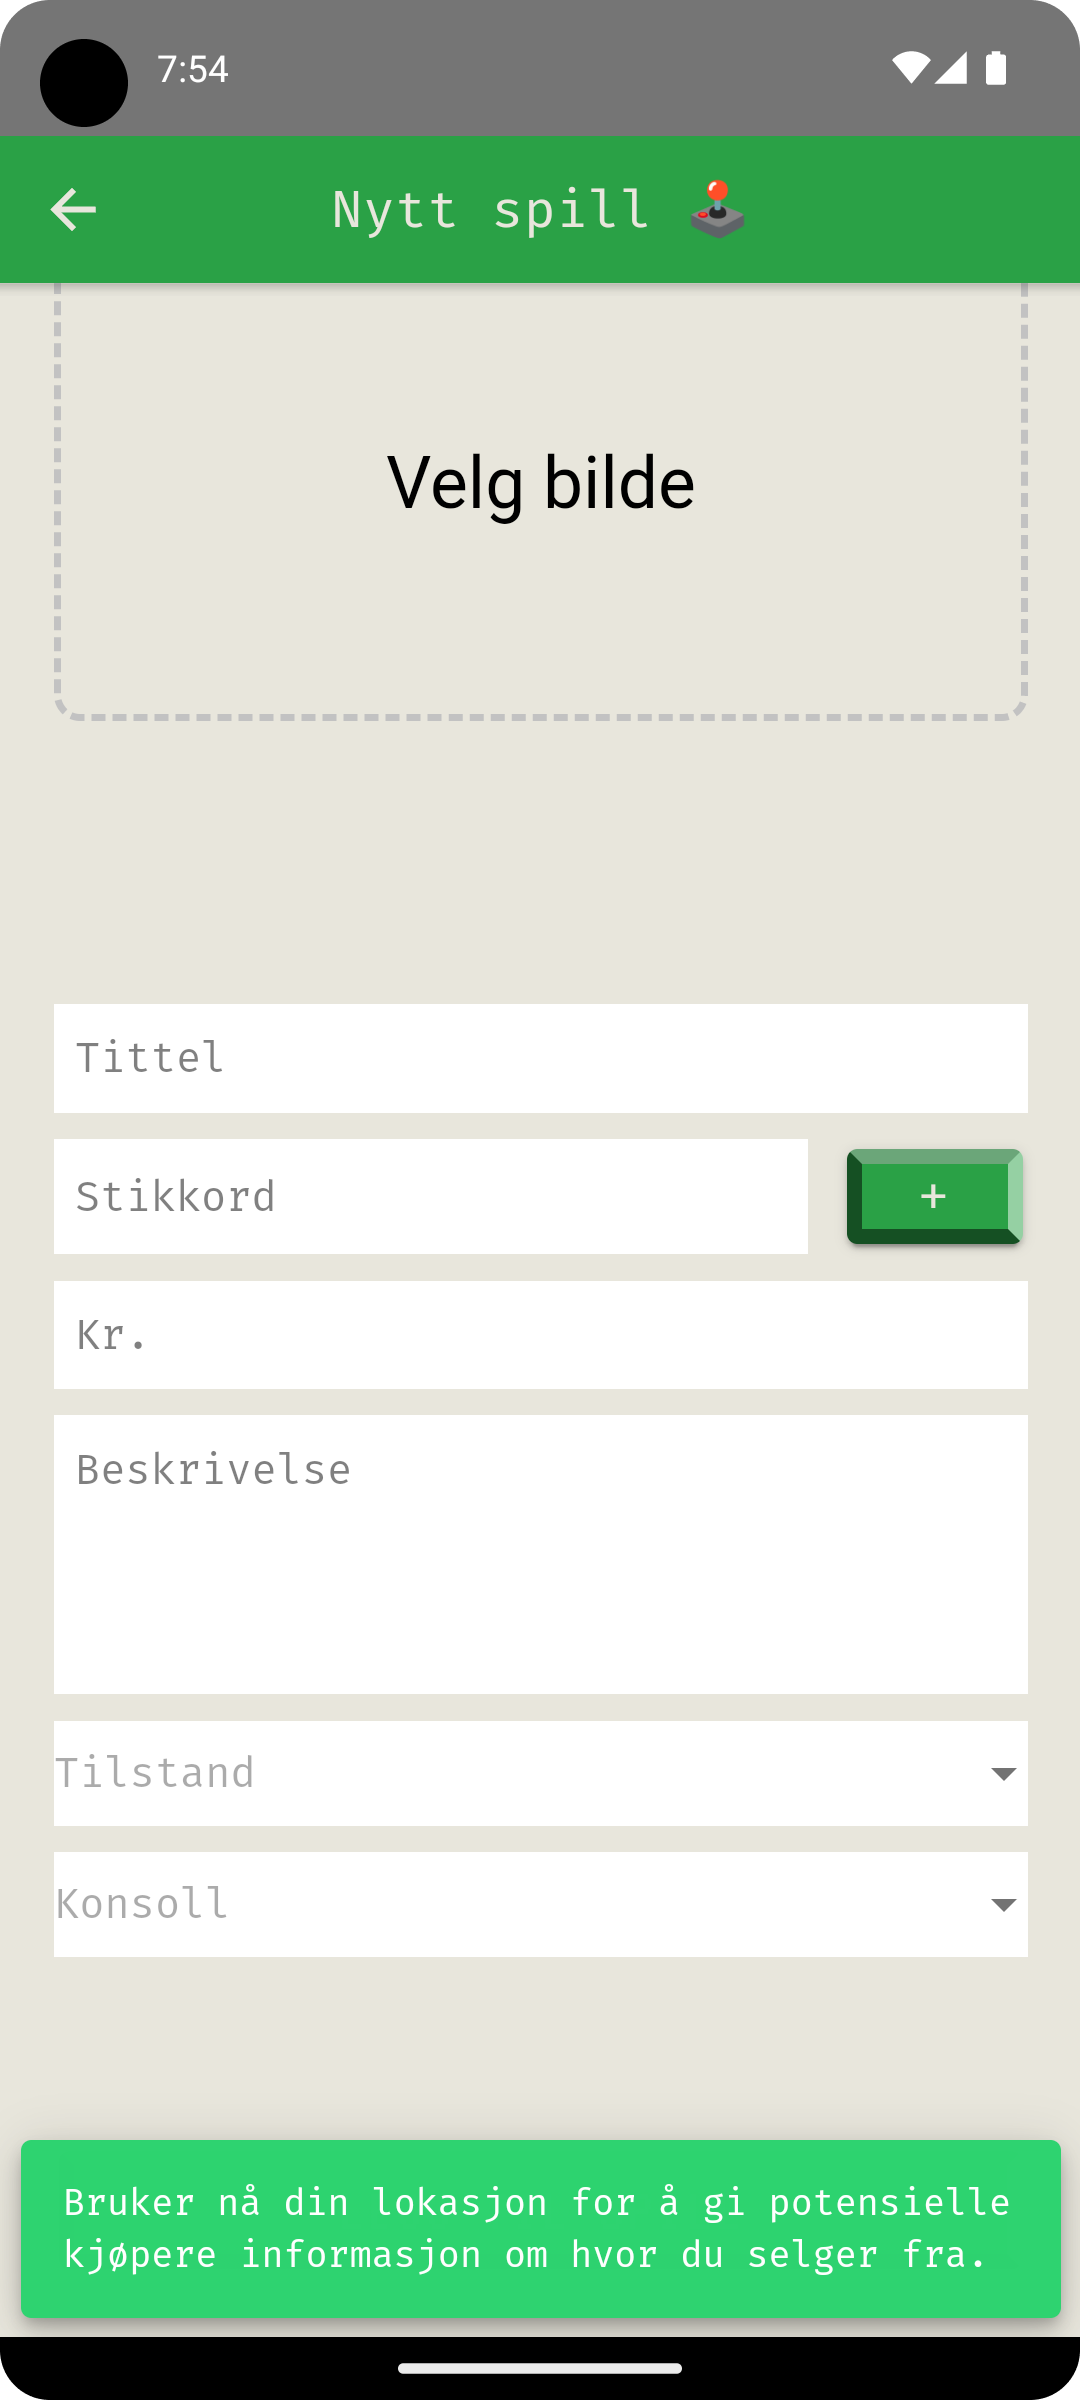 7:54
Nytt spill 🕹️
Velg bilde
Tittel
Stikkord
+
Kr.
Beskrivelse
Tilstand
Konsoll
Bruker nå din lokasjon for å gi potensielle
kjøpere informasjon om hvor du selger fra.